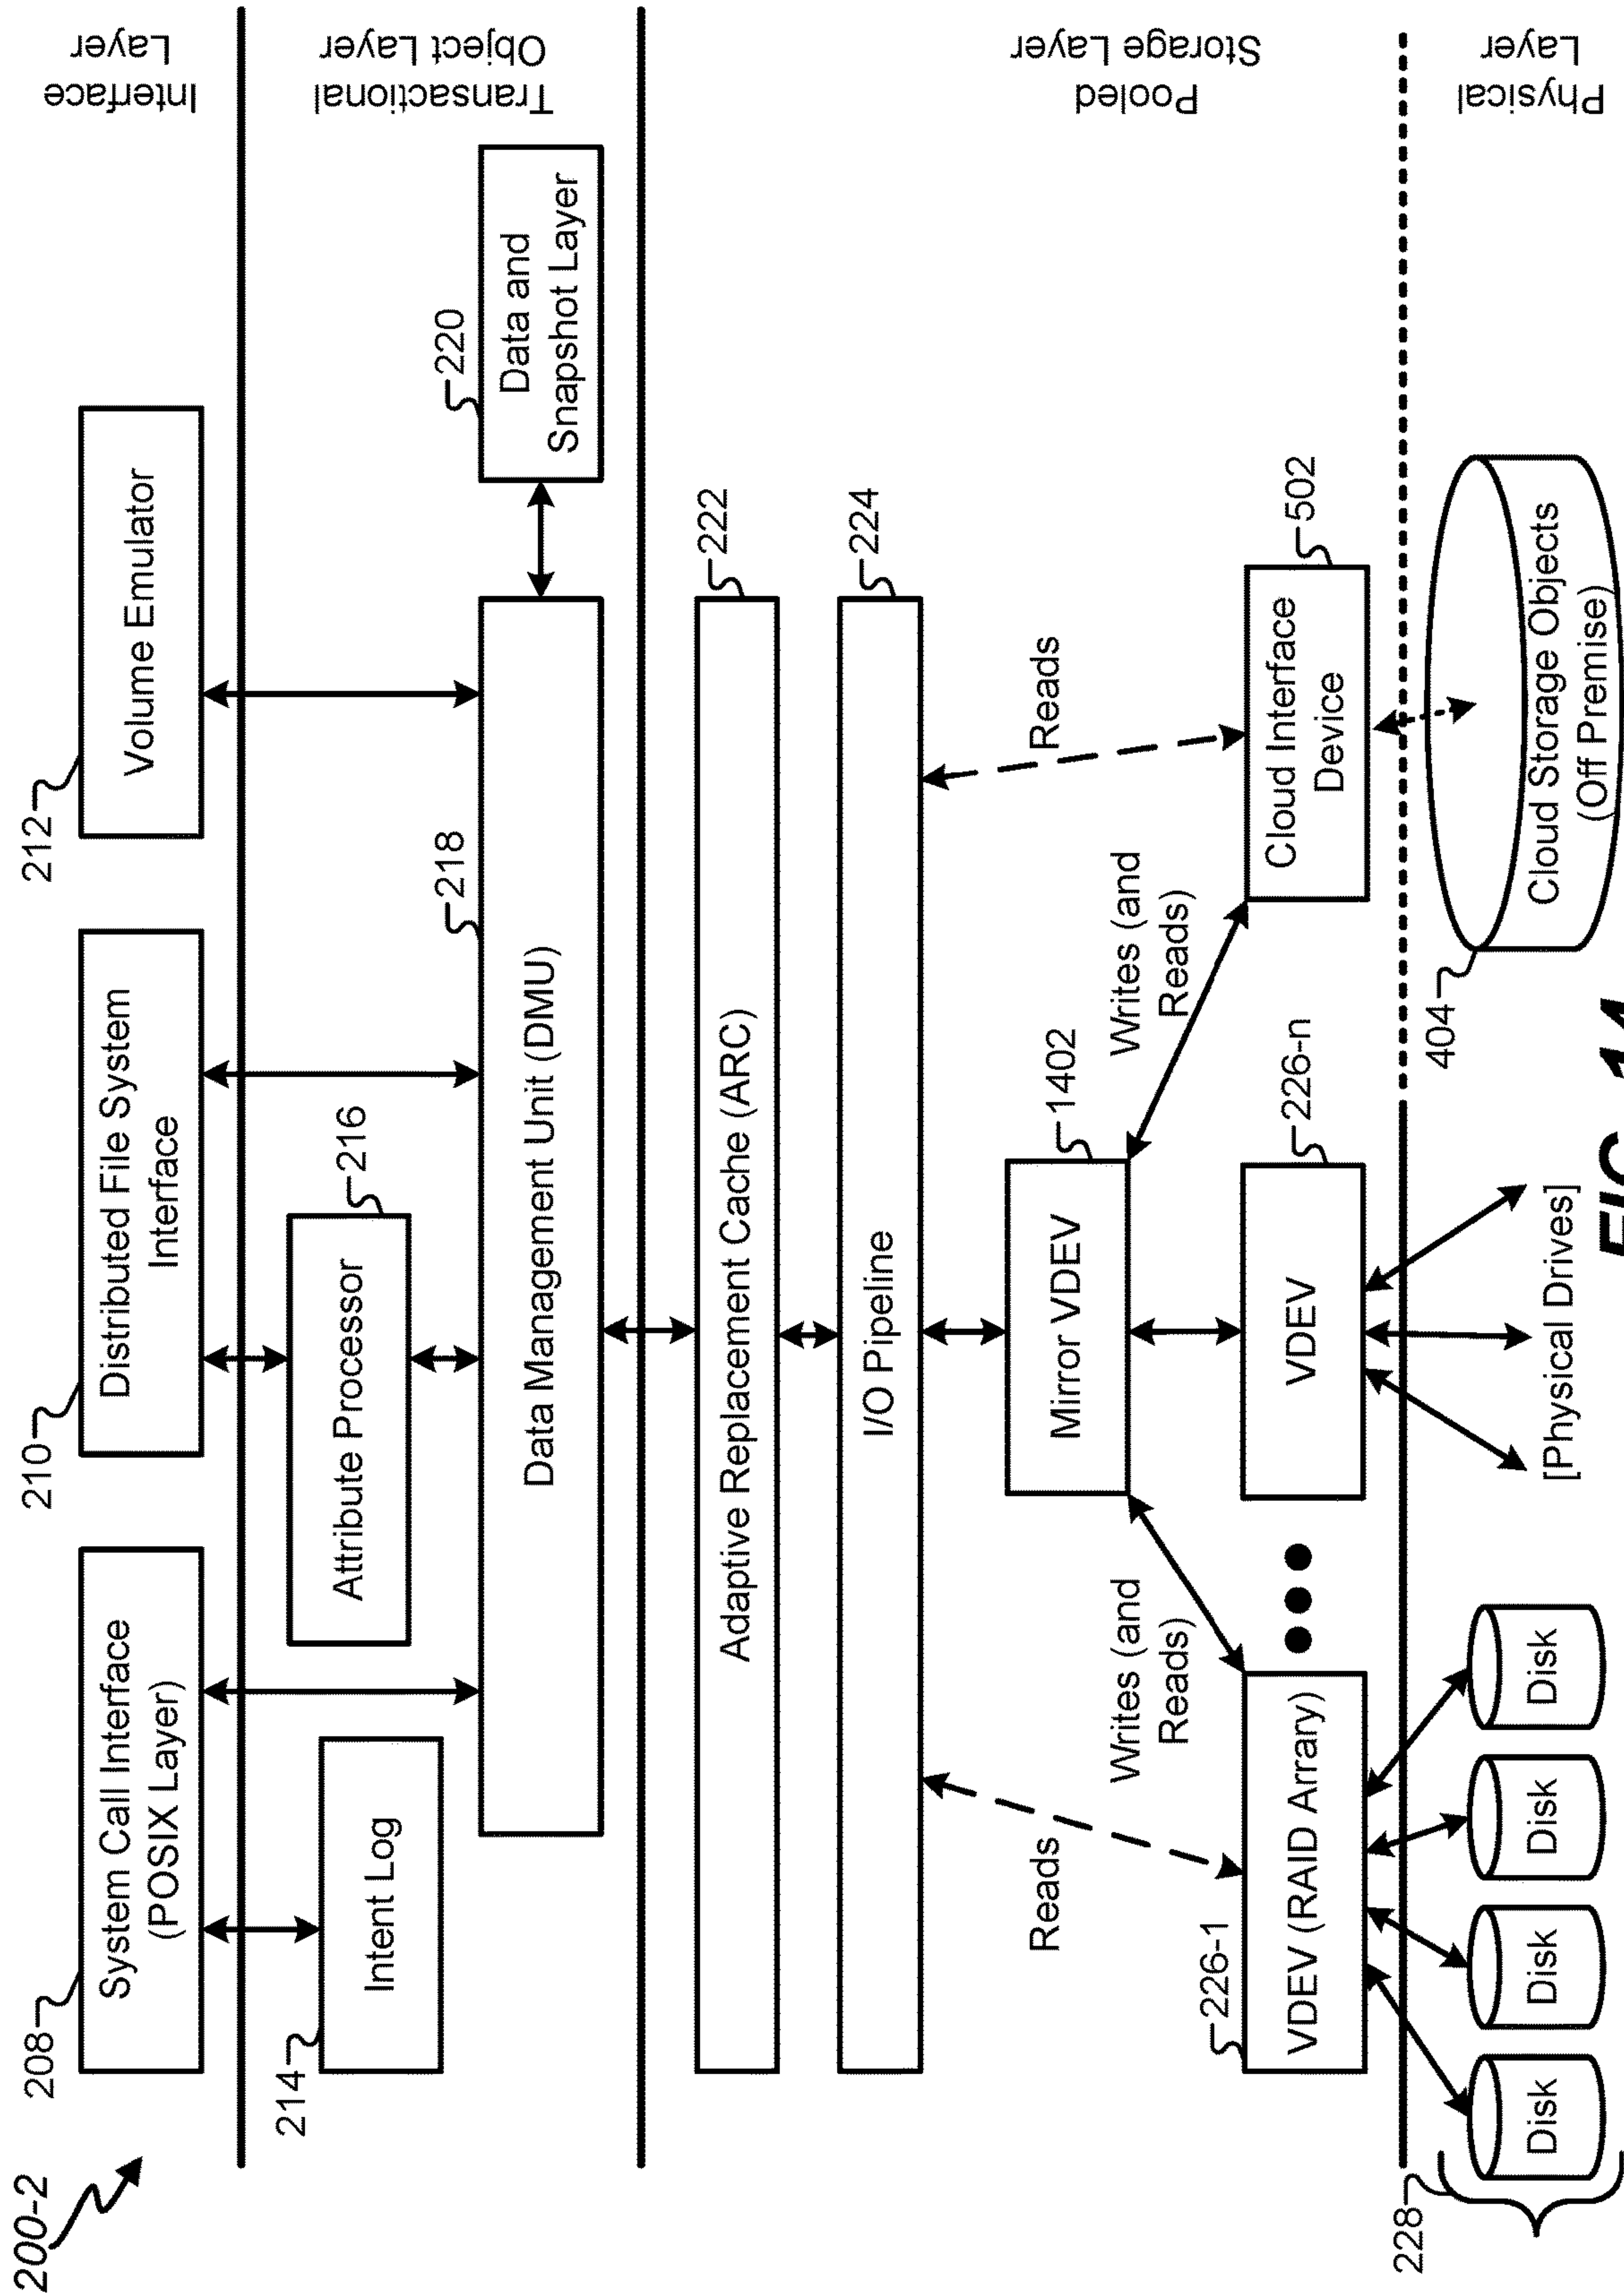 200-2
208
System Call Interface
(POSIX Layer)
210
Distributed File System
Interface
212
Volume Emulator
Interface
Layer
214
Intent Log
Attribute Processor
216
Data Management Unit (DMU)
218
220
Data and
Snapshot Layer
Transactional
Object Layer
Adaptive Replacement Cache (ARC)
222
I/O Pipeline
224
Reads
Writes (and
Reads)
Mirror VDEV
1402
Writes (and
Reads)
Reads
226-1
VDEV (RAID Arrary)
VDEV
226-n
Cloud Interface
Device
502
Pooled
Storage Layer
228
Disk
Disk
Disk
Disk
[Physical Drives]
404
Cloud Storage Objects
(Off Premise)
Physical
Layer
FIG. 14